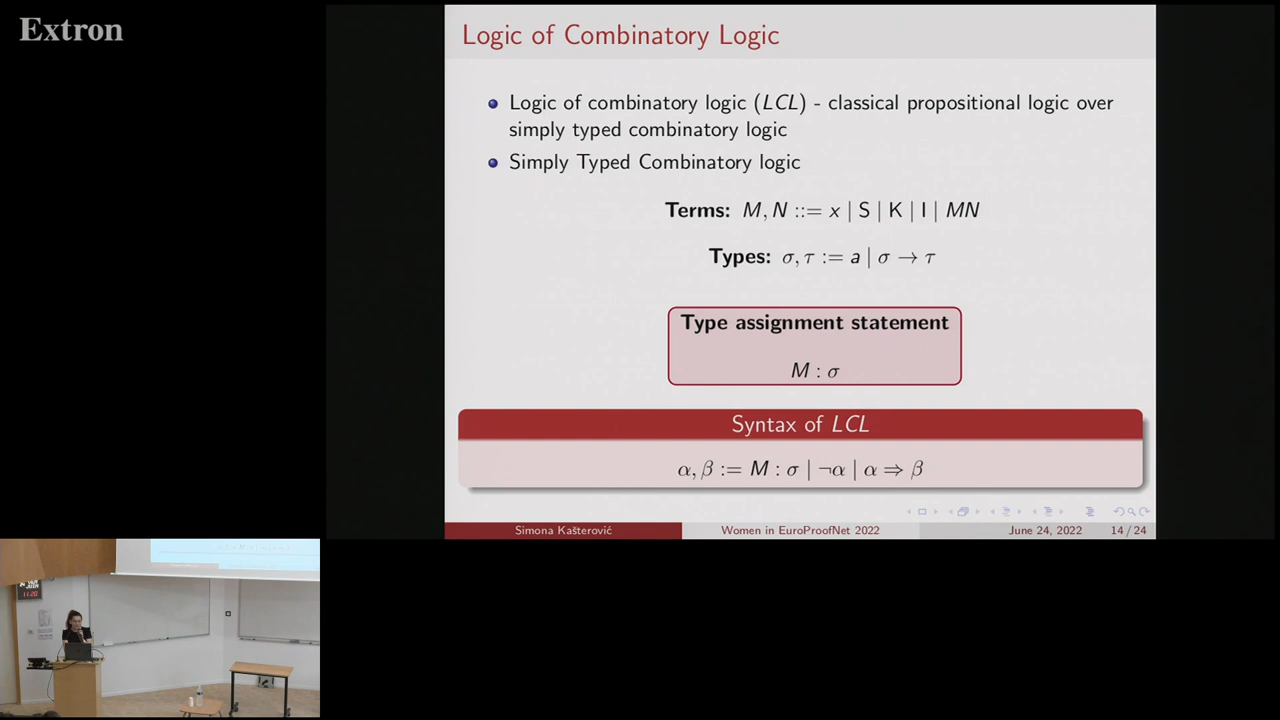 Extron
Logic of Combinatory Logic
Logic of combinatory logic (LCL) - classical propositional logic over
simply typed combinatory logic
Simply Typed Combinatory logic
Terms: M, N ::= x | S | K | I | MN
Types: σ, τ := a | σ → τ
Type assignment statement
M : σ
Syntax of LCL
α, β := M : σ | ¬α | α ⇒ β
Simona Kašterović
Women in EuroProofNet 2022
June 24, 2022
14 / 24
11:20